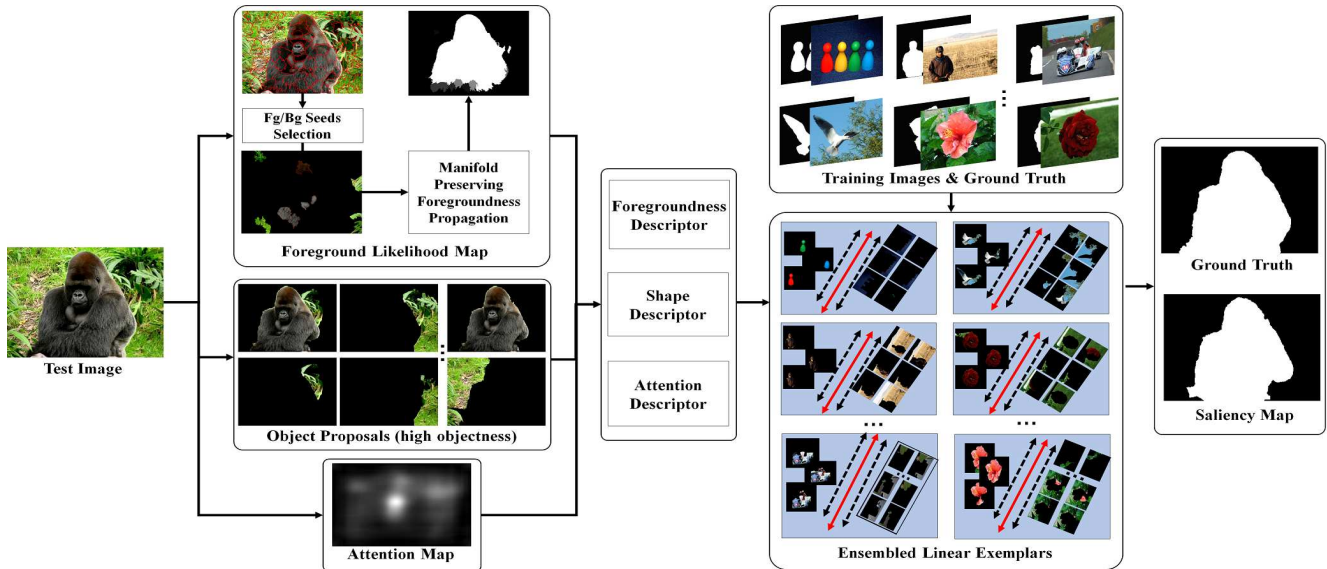 Fg/Bg Seeds
Selection
Manifold
Preserving
Foregroundness
Propagation
Foreground Likelihood Map
Test Image
Object Proposals (high objectness)
Attention Map
Foregroundness
Descriptor
Shape
Descriptor
Attention
Descriptor
Training Images & Ground Truth
Ensembled Linear Exemplars
Ground Truth
Saliency Map